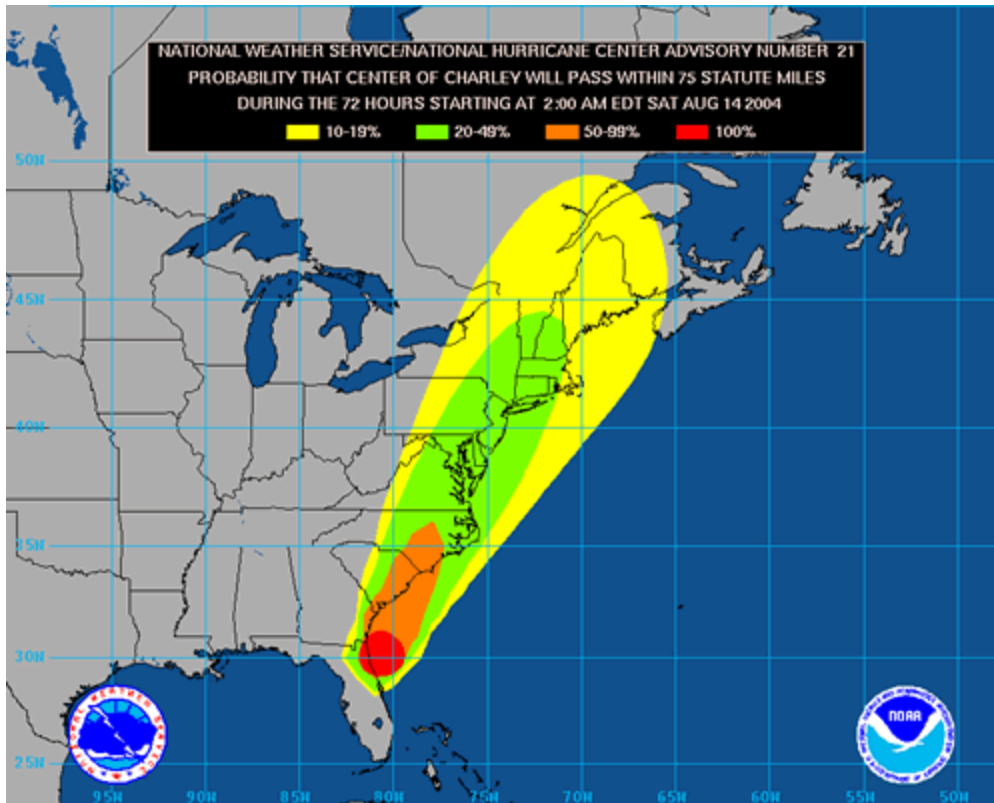 NATIONAL WEATHER SERVICE/NATIONAL HURRICANE CENTER ADVISORY NUMBER 21
PROBABILITY THAT CENTER OF CHARLEY WILL PASS WITHIN 75 STATUTE MILES
DURING THE 72 HOURS STARTING AT 2:00 AM EDT SAT AUG 14 2004
10-19% 20-49% 50-99% 100%
50N
45N
40N
35N
30N
NOAA
25N
95W 90W 85W 80W 75W 70W 65W 60W 55W 50W